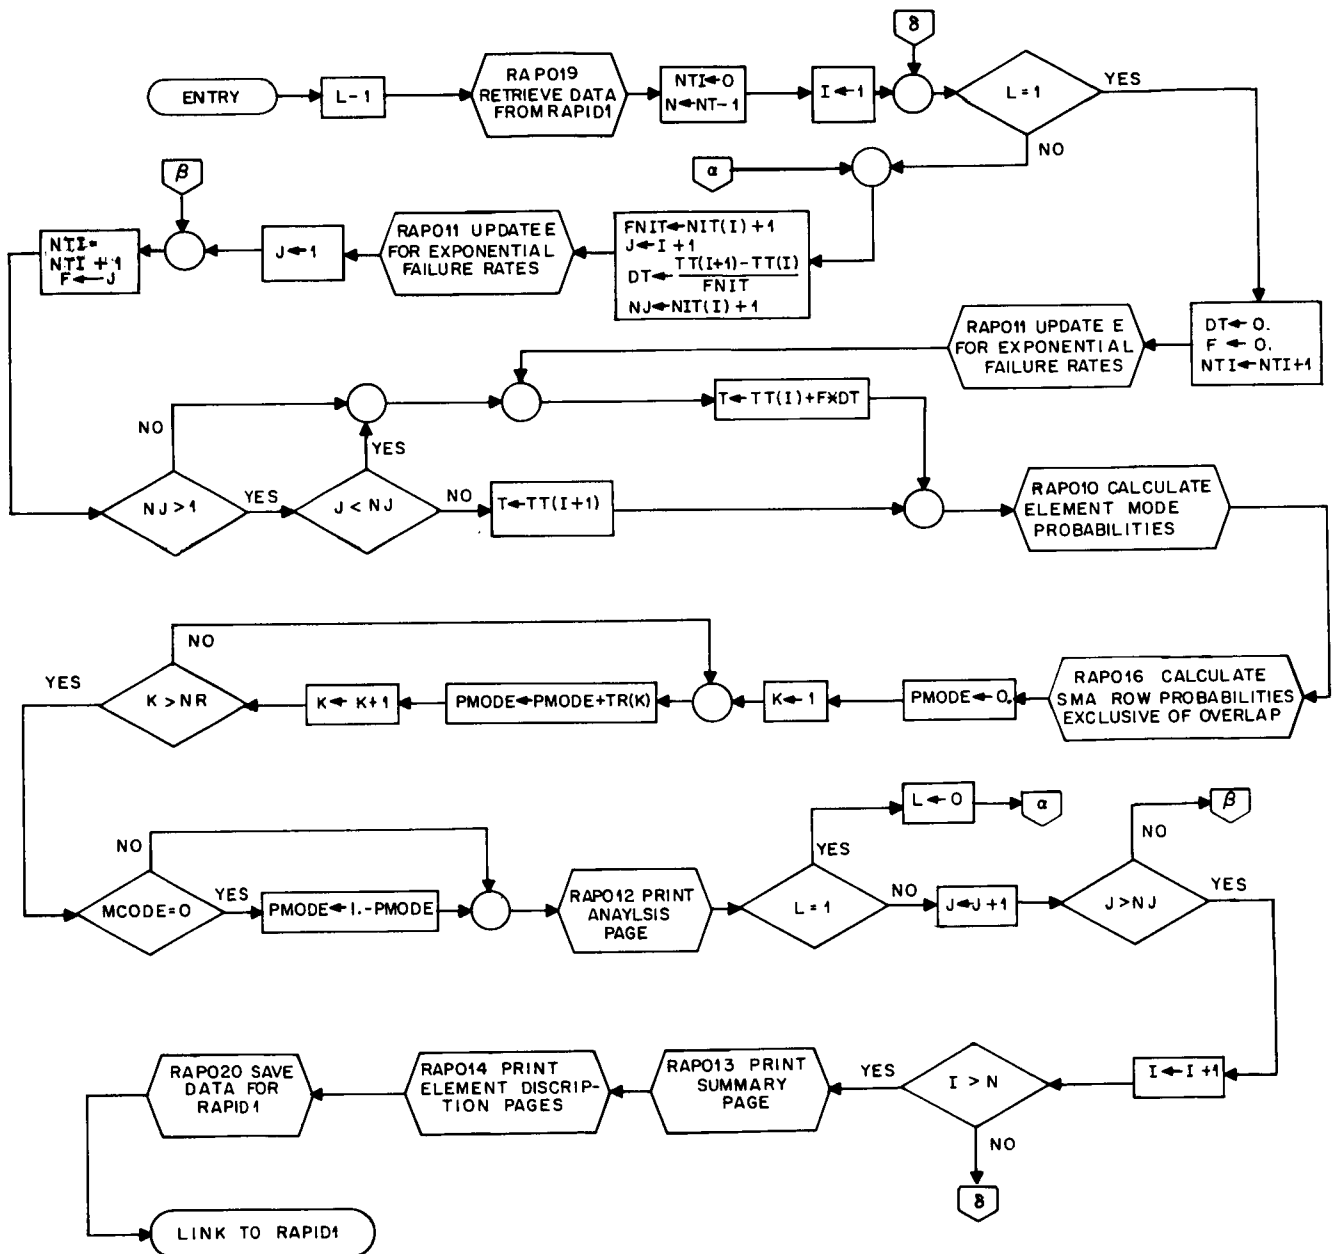 δ
ENTRY
L-1
RAPO19
RETRIEVE DATA
FROM RAPID1
NTI←0
N←NT-1
I←1
L=1
YES
NO
α
β
NTI=
NTI+1
F←J
J←1
RAPO11 UPDATE E
FOR EXPONENTIAL
FAILURE RATES
FNIT←NIT(I)+1
J←I+1
DT←TT(I+1)-TT(I)
FNIT
NJ←NIT(I)+1
RAPO11 UPDATE E
FOR EXPONENTIAL
FAILURE RATES
DT←0.
F←0.
NTI←NTI+1
T←TT(I)+F*DT
NO
YES
NJ>1
YES
J<NJ
NO
T←TT(I+1)
RAPO10 CALCULATE
ELEMENT MODE
PROBABILITIES
NO
YES
K>NR
K←K+1
PMODE←PMODE+TR(K)
K←1
PMODE←0.
RAPO16 CALCULATE
SMA ROW PROBABILITIES
EXCLUSIVE OF OVERLAP
L←0
α
β
NO
YES
NO
MCODE=0
YES
PMODE←1.-PMODE
RAPO12 PRINT
ANAYLSIS
PAGE
L=1
NO
J←J+1
J>NJ
YES
RAPO20 SAVE
DATA FOR
RAPID1
RAPO14 PRINT
ELEMENT DISCRIP-
TION PAGES
RAPO13 PRINT
SUMMARY
PAGE
YES
I>N
I←I+1
NO
δ
LINK TO RAPID1